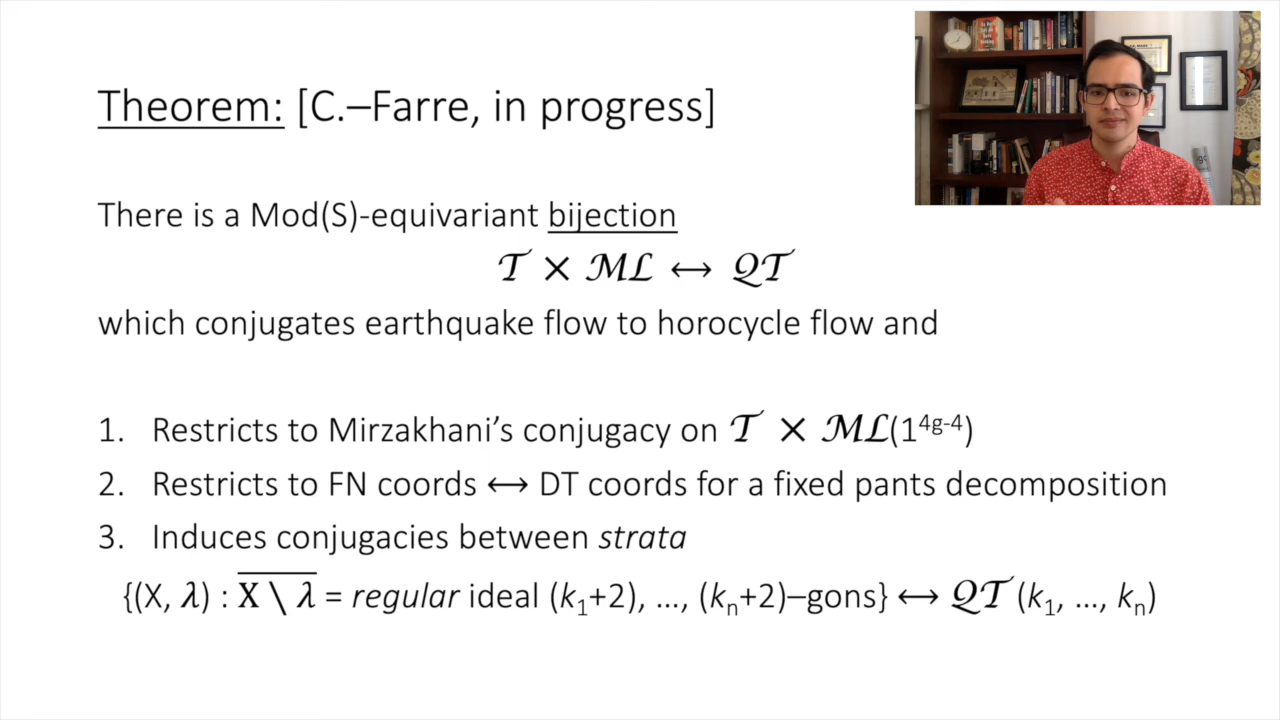 Theorem: [C.–Farre, in progress]
There is a Mod(S)-equivariant bijection
𝒯 × ℳℒ ↔ 𝒬𝒯
which conjugates earthquake flow to horocycle flow and
1. Restricts to Mirzakhani’s conjugacy on 𝒯 × ℳℒ(1⁴ᵍ⁻⁴)
2. Restricts to FN coords ↔ DT coords for a fixed pants decomposition
3. Induces conjugacies between strata
{(X, λ) : X̅ ̅\̅ ̅λ̅ = regular ideal (k₁+2), …, (kₙ+2)–gons} ↔ 𝒬𝒯(k₁, …, kₙ)